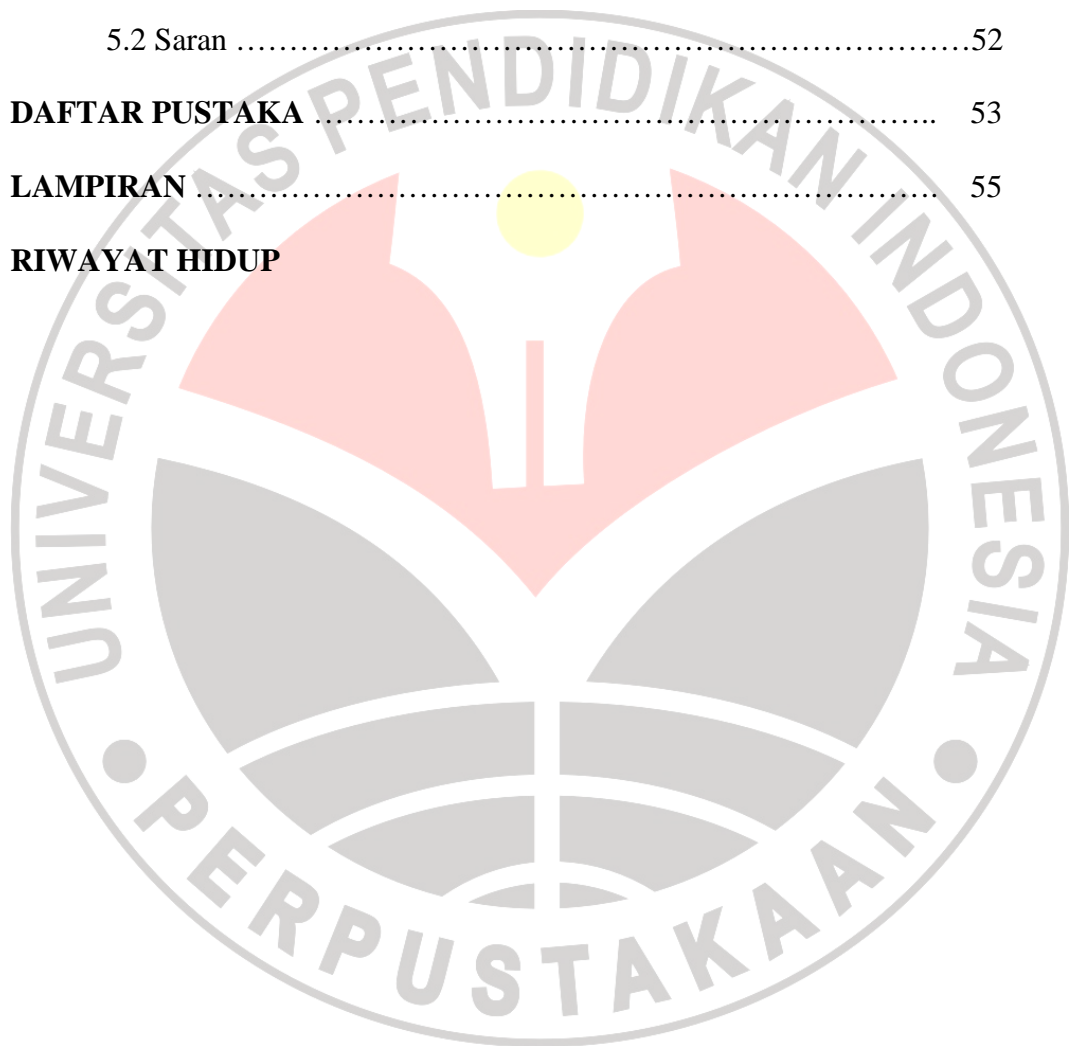 5.2 Saran ………………………………………………………………………52
DAFTAR PUSTAKA ………………………………………………………….. 53
LAMPIRAN ………………………………………………………………………. 55
RIWAYAT HIDUP
UNIVERSITAS PENDIDIKAN INDONESIA
PERPUSTAKAAN